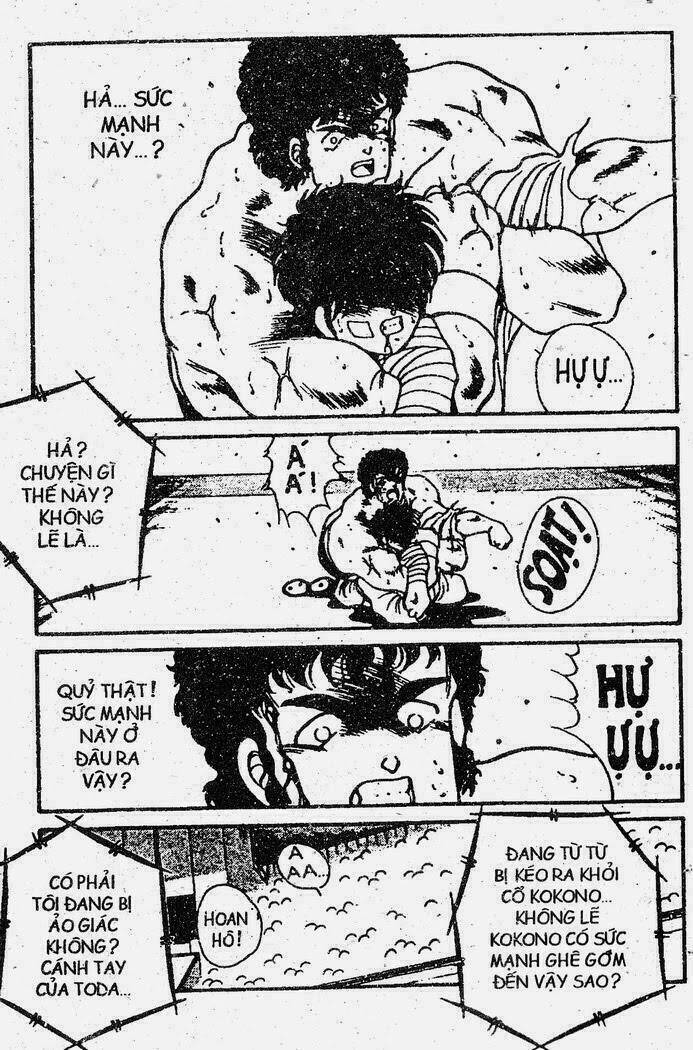 HẢ... SỨC
MẠNH
NÀY...?
HỰ Ự...
HẢ?
CHUYỆN GÌ
THẾ NÀY?
KHÔNG
LẼ LÀ...
Á
Á!
SOẠT!
QUỶ THẬT!
SỨC MẠNH
NÀY Ở
ĐÂU RA
VẬY?
HỰ
ỰỰ...
CÓ PHẢI
TÔI ĐANG BỊ
ẢO GIÁC
KHÔNG?
CÁNH TAY
CỦA TODA...
A
AA...
HOAN
HÔ!
ĐANG TỪ TỪ
BỊ KÉO RA KHỎI
CỔ KOKONO...
KHÔNG LẼ
KOKONO CÓ SỨC
MẠNH GHÊ GỚM
ĐẾN VẬY SAO?